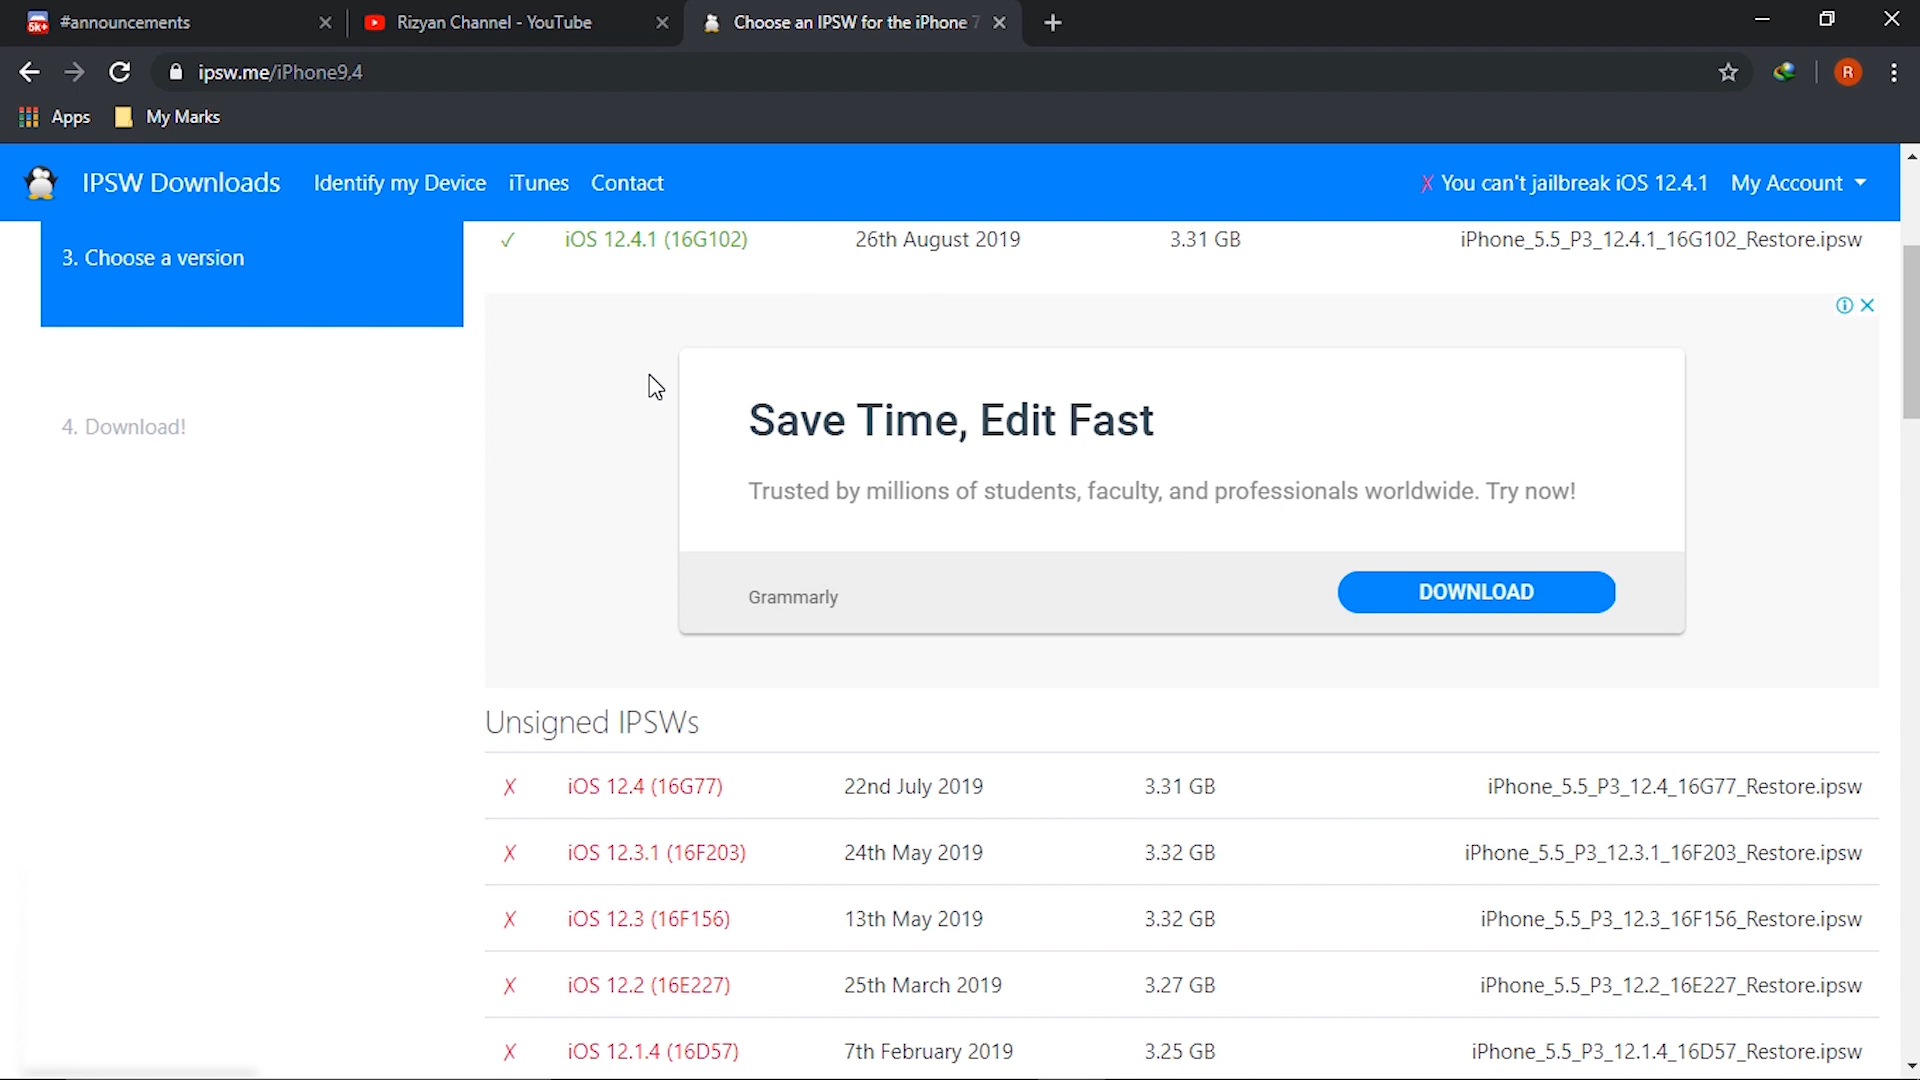 #announcements
Rizyan Channel - YouTube
Choose an IPSW for the iPhone 7
ipsw.me/iPhone9,4
R
Apps
My Marks
IPSW Downloads
Identify my Device
iTunes
Contact
X You can't jailbreak iOS 12.4.1
My Account
3. Choose a version
4. Download!
✓ iOS 12.4.1 (16G102) 26th August 2019 3.31 GB iPhone_5.5_P3_12.4.1_16G102_Restore.ipsw
Save Time, Edit Fast
Trusted by millions of students, faculty, and professionals worldwide. Try now!
Grammarly
DOWNLOAD
Unsigned IPSWs
X iOS 12.4 (16G77) 22nd July 2019 3.31 GB iPhone_5.5_P3_12.4_16G77_Restore.ipsw
X iOS 12.3.1 (16F203) 24th May 2019 3.32 GB iPhone_5.5_P3_12.3.1_16F203_Restore.ipsw
X iOS 12.3 (16F156) 13th May 2019 3.32 GB iPhone_5.5_P3_12.3_16F156_Restore.ipsw
X iOS 12.2 (16E227) 25th March 2019 3.27 GB iPhone_5.5_P3_12.2_16E227_Restore.ipsw
X iOS 12.1.4 (16D57) 7th February 2019 3.25 GB iPhone_5.5_P3_12.1.4_16D57_Restore.ipsw